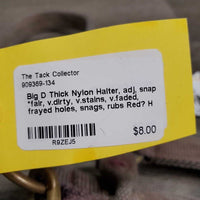 The Tack Collector
909369-134
Big D Thick Nylon Halter, adj, snap
*fair, v.dirty, v.stains, v.faded,
frayed holes, snags, rubs Red? H
R9ZEJ5
$8.00